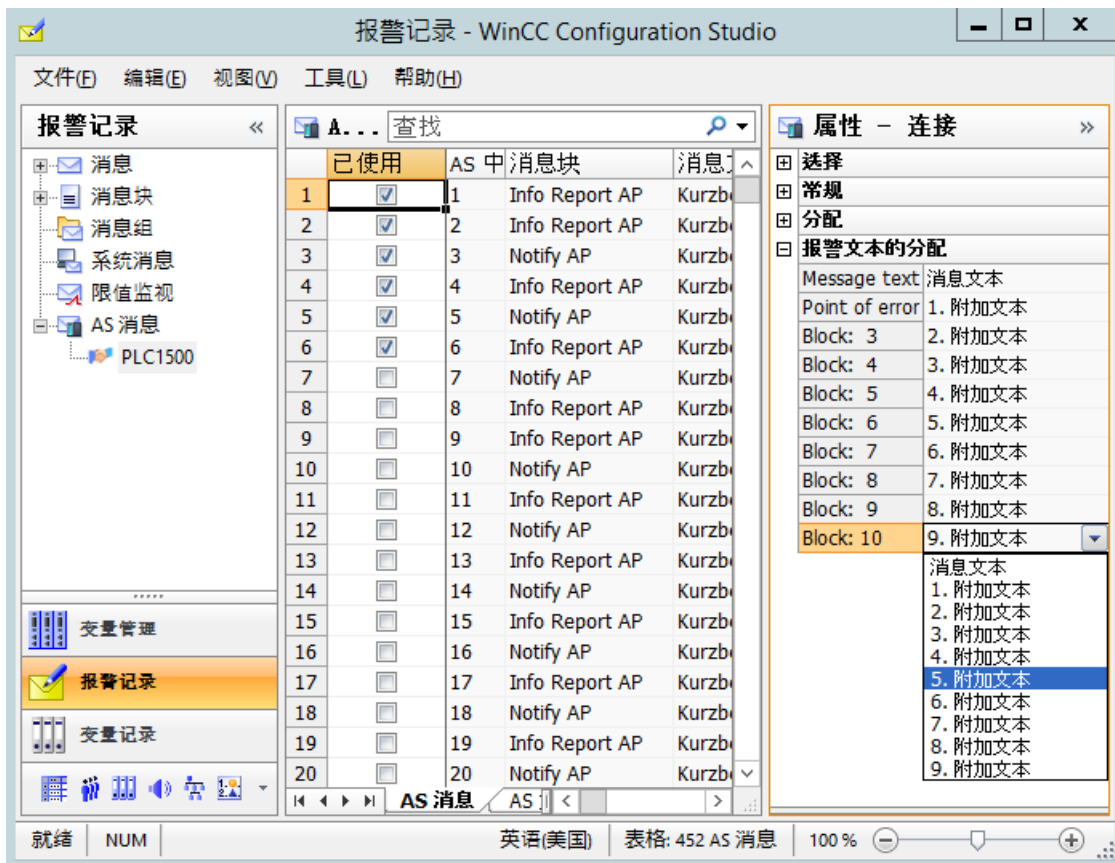 报警记录 - WinCC Configuration Studio
文件(F) 编辑(E) 视图(V) 工具(L) 帮助(H)
报警记录 «
消息
消息块
消息组
系统消息
限值监视
AS 消息
PLC1500
变量管理
报警记录
变量记录
A... 查找
已使用 AS 中 消息块
1 1 Info Report AP
2 2 Info Report AP
3 3 Notify AP
4 4 Info Report AP
5 5 Notify AP
6 6 Info Report AP
7 7 Notify AP
8 8 Info Report AP
9 9 Info Report AP
10 10 Notify AP
11 11 Info Report AP
12 12 Notify AP
13 13 Info Report AP
14 14 Notify AP
15 15 Info Report AP
16 16 Notify AP
17 17 Info Report AP
18 18 Notify AP
19 19 Info Report AP
20 20 Notify AP
AS 消息 AS
属性 - 连接 »
选择
常规
分配
报警文本的分配
Message text 消息文本
Point of error 1. 附加文本
Block: 3 2. 附加文本
Block: 4 3. 附加文本
Block: 5 4. 附加文本
Block: 6 5. 附加文本
Block: 7 6. 附加文本
Block: 8 7. 附加文本
Block: 9 8. 附加文本
Block: 10 9. 附加文本
消息文本
1. 附加文本
2. 附加文本
3. 附加文本
4. 附加文本
5. 附加文本
6. 附加文本
7. 附加文本
8. 附加文本
9. 附加文本
就绪 NUM 英语(美国) 表格: 452 AS 消息 100 %